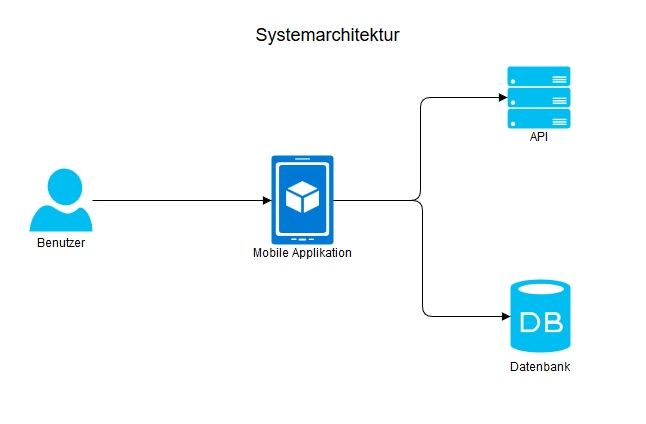 Systemarchitektur
API
Benutzer
Mobile Applikation
DB
Datenbank